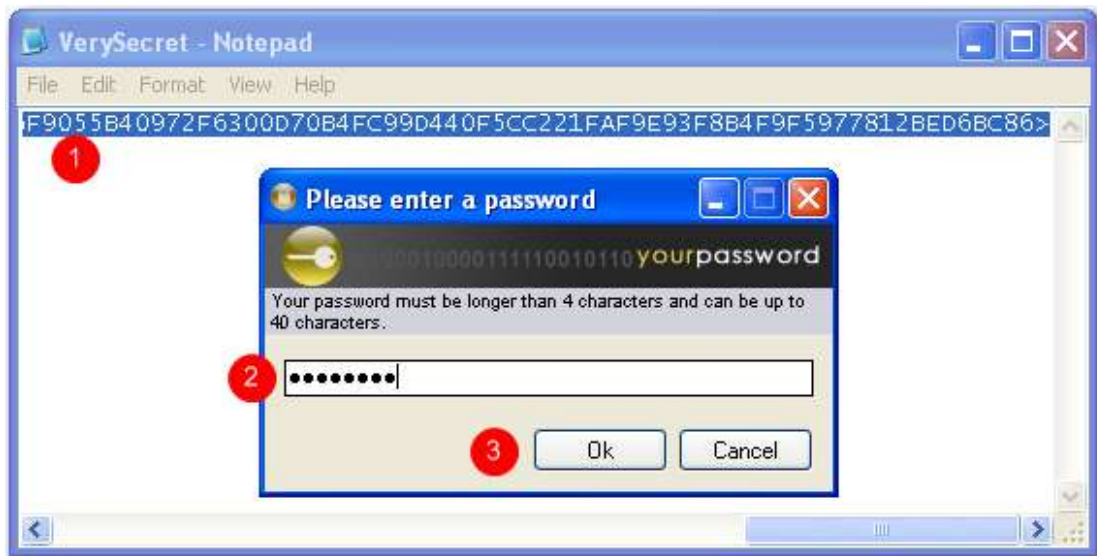 VerySecret - Notepad
File Edit Format View Help
F9055B40972F6300D70B4FC99D440F5CC221FAF9E93F8B4F9F5977812BED6BC86>
1
Please enter a password
00100001111110010110 yourpassword
Your password must be longer than 4 characters and can be up to
40 characters.
2
3
Ok Cancel